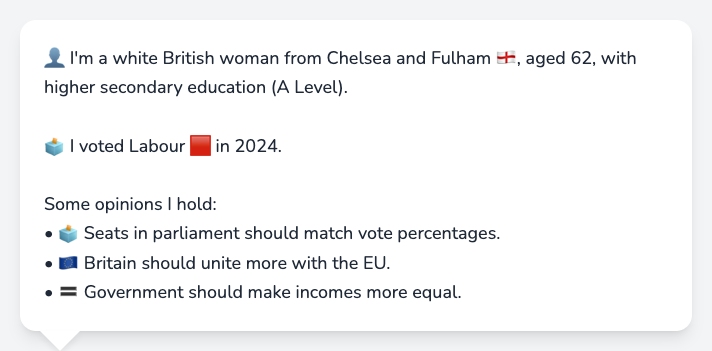 👤 I'm a white British woman from Chelsea and Fulham 🏴󠁧󠁢󠁥󠁮󠁧󠁿, aged 62, with
higher secondary education (A Level).
🗳️ I voted Labour 🟥 in 2024.
Some opinions I hold:
• 🗳️ Seats in parliament should match vote percentages.
• 🇪🇺 Britain should unite more with the EU.
• 🟰 Government should make incomes more equal.